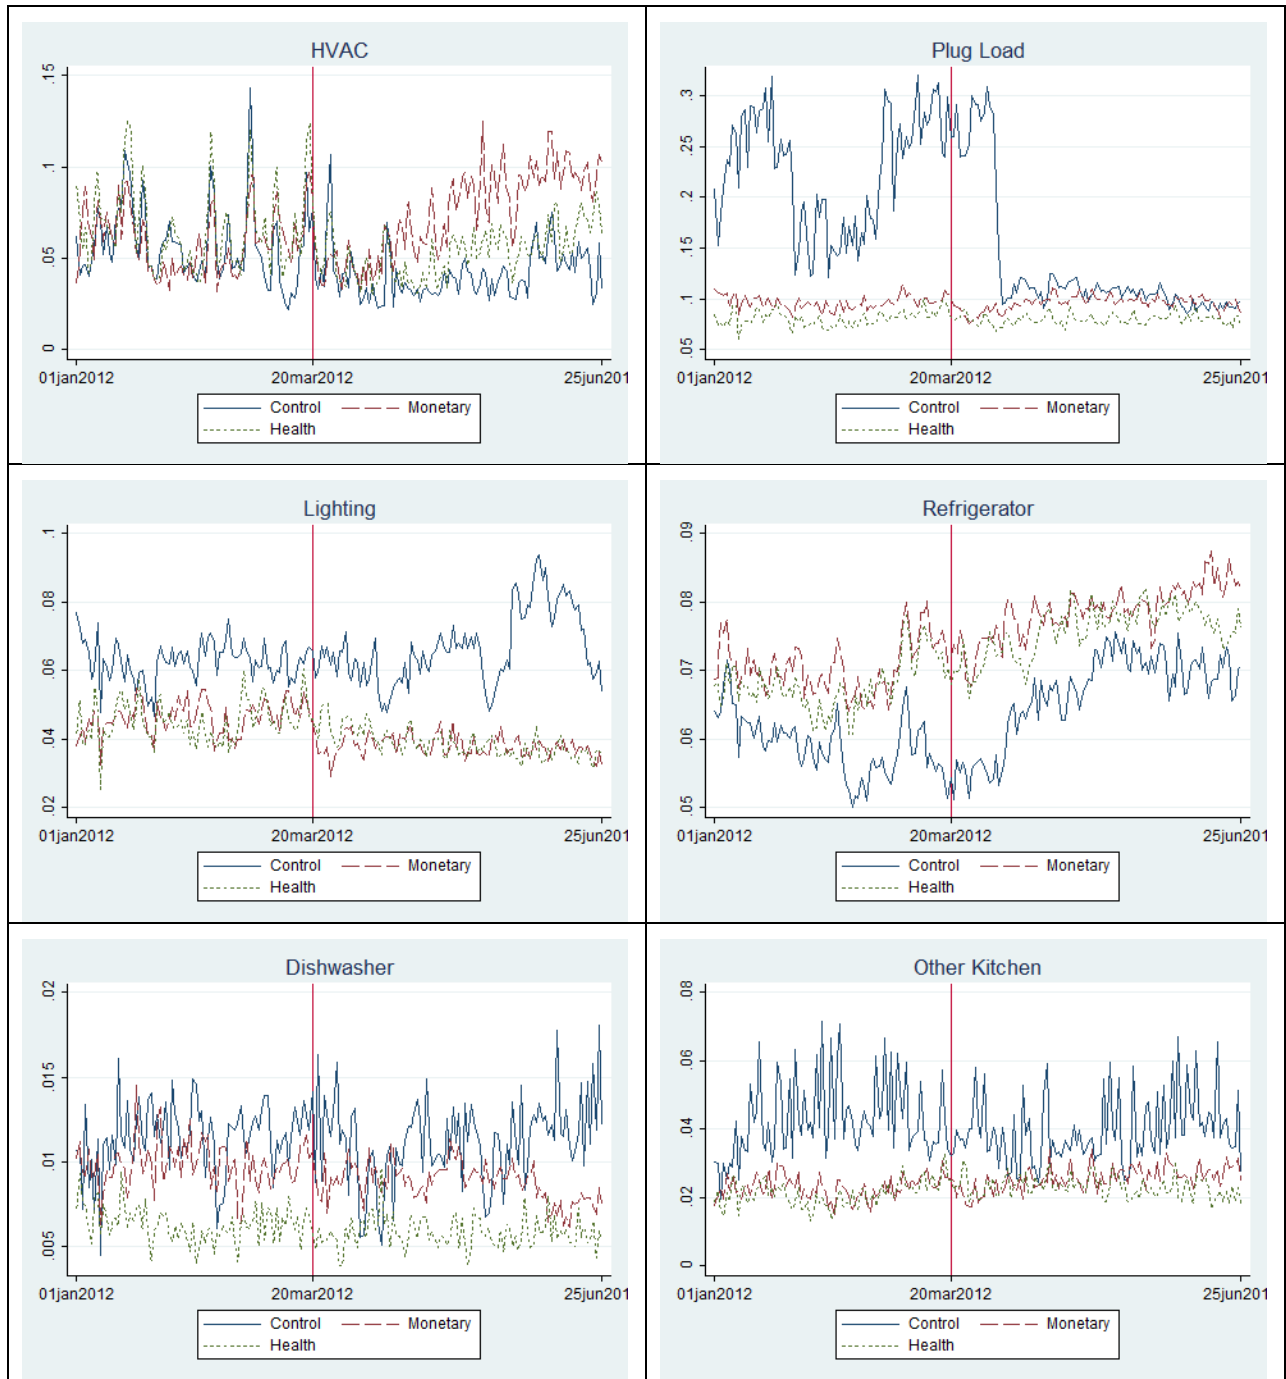 HVAC
.15
.1
.05
0
01jan2012 20mar2012 25jun201
Control Monetary
Health
Plug Load
.3
.25
.2
.15
.1
.05
01jan2012 20mar2012 25jun201
Control Monetary
Health
Lighting
.1
.08
.06
.04
.02
01jan2012 20mar2012 25jun201
Control Monetary
Health
Refrigerator
.09
.08
.07
.06
.05
01jan2012 20mar2012 25jun201
Control Monetary
Health
Dishwasher
.02
.015
.01
.005
01jan2012 20mar2012 25jun201
Control Monetary
Health
Other Kitchen
.08
.06
.04
.02
0
01jan2012 20mar2012 25jun201
Control Monetary
Health